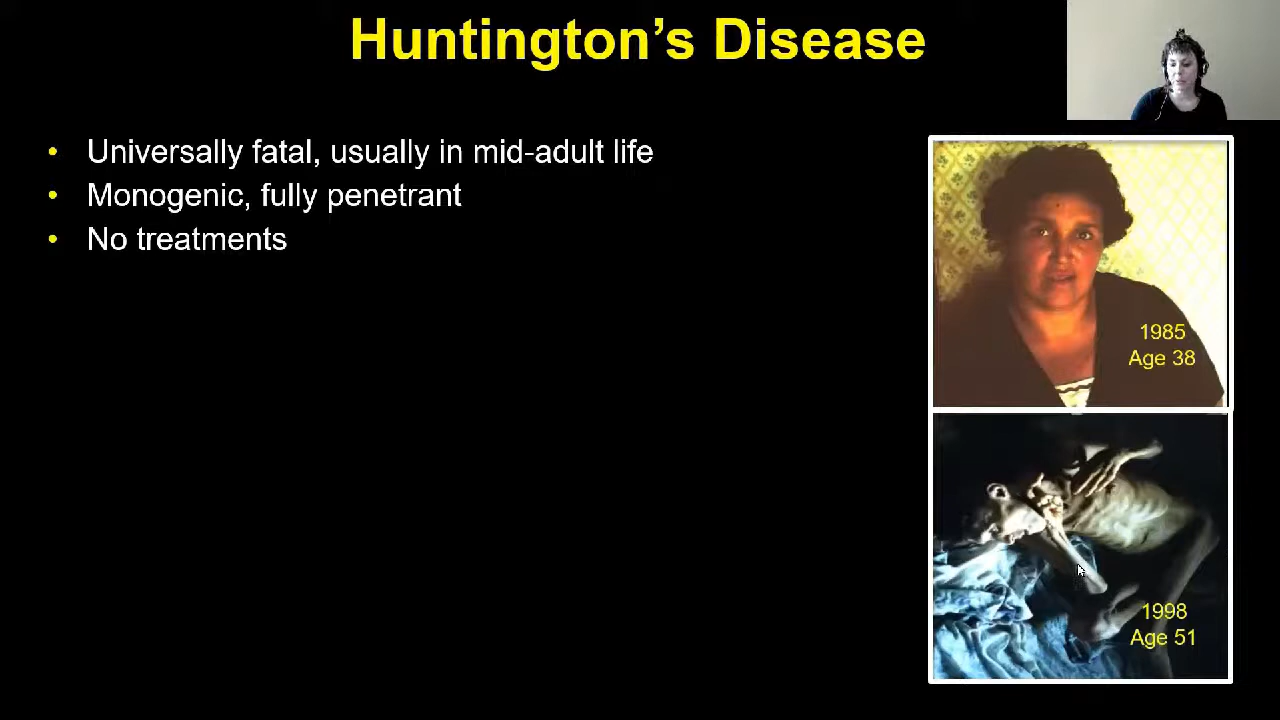 Huntington’s Disease
• Universally fatal, usually in mid-adult life
• Monogenic, fully penetrant
• No treatments
1985
Age 38
1998
Age 51